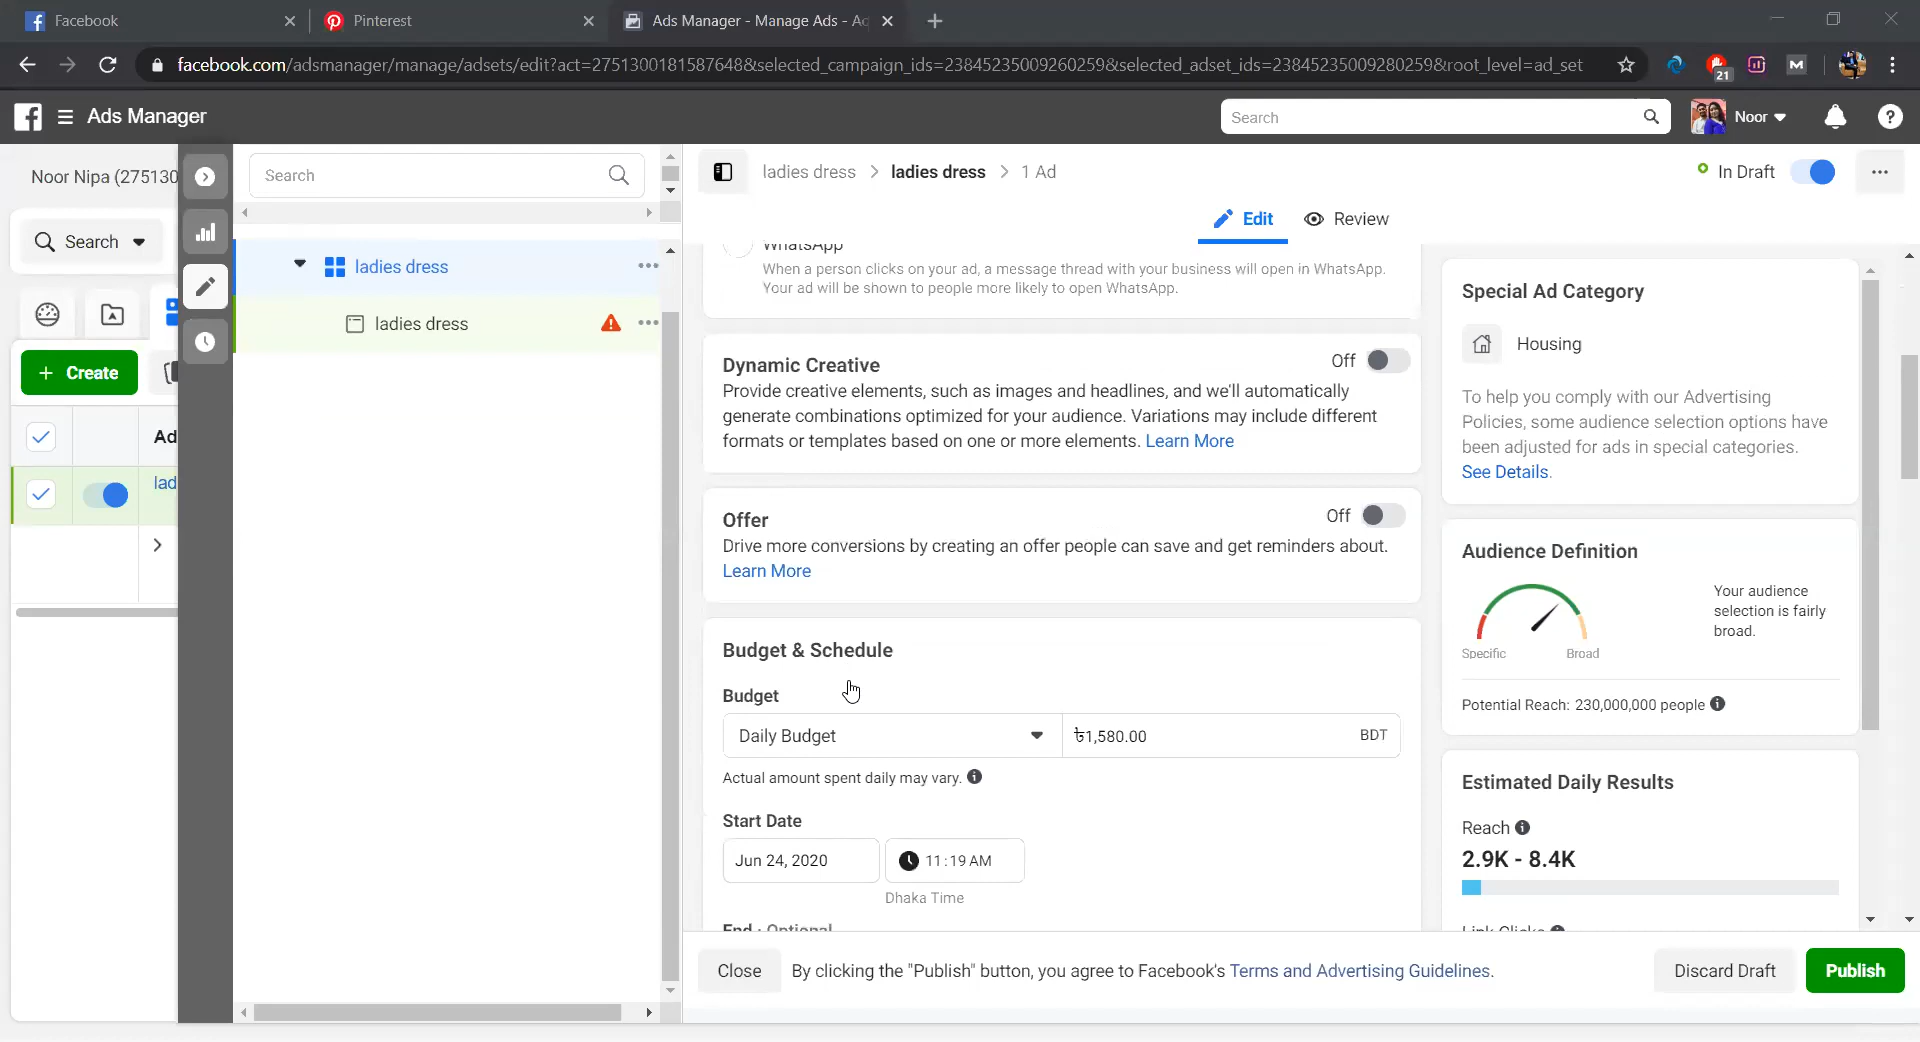 Facebook
Pinterest
Ads Manager - Manage Ads - Ac
facebook.com/adsmanager/manage/adsets/edit?act=2751300181587648&selected_campaign_ids=23845235009260259&selected_adset_ids=23845235009280259&root_level=ad_set
21
Ads Manager
Search
Noor
Noor Nipa (275130
Search
ladies dress
ladies dress
1 Ad
In Draft
Edit
Review
Search
ladies dress
ladies dress
Create
Ad
lad
WhatsApp
When a person clicks on your ad, a message thread with your business will open in WhatsApp.
Your ad will be shown to people more likely to open WhatsApp.
Dynamic Creative
Off
Provide creative elements, such as images and headlines, and we'll automatically
generate combinations optimized for your audience. Variations may include different
formats or templates based on one or more elements. Learn More
Offer
Off
Drive more conversions by creating an offer people can save and get reminders about.
Learn More
Budget & Schedule
Budget
Daily Budget
৳1,580.00
BDT
Actual amount spent daily may vary.
Start Date
Jun 24, 2020
11:19 AM
Dhaka Time
End · Optional
Special Ad Category
Housing
To help you comply with our Advertising
Policies, some audience selection options have
been adjusted for ads in special categories.
See Details.
Audience Definition
Your audience
selection is fairly
broad.
Specific
Broad
Potential Reach: 230,000,000 people
Estimated Daily Results
Reach
2.9K - 8.4K
Link Clicks
Close
By clicking the "Publish" button, you agree to Facebook's Terms and Advertising Guidelines.
Discard Draft
Publish